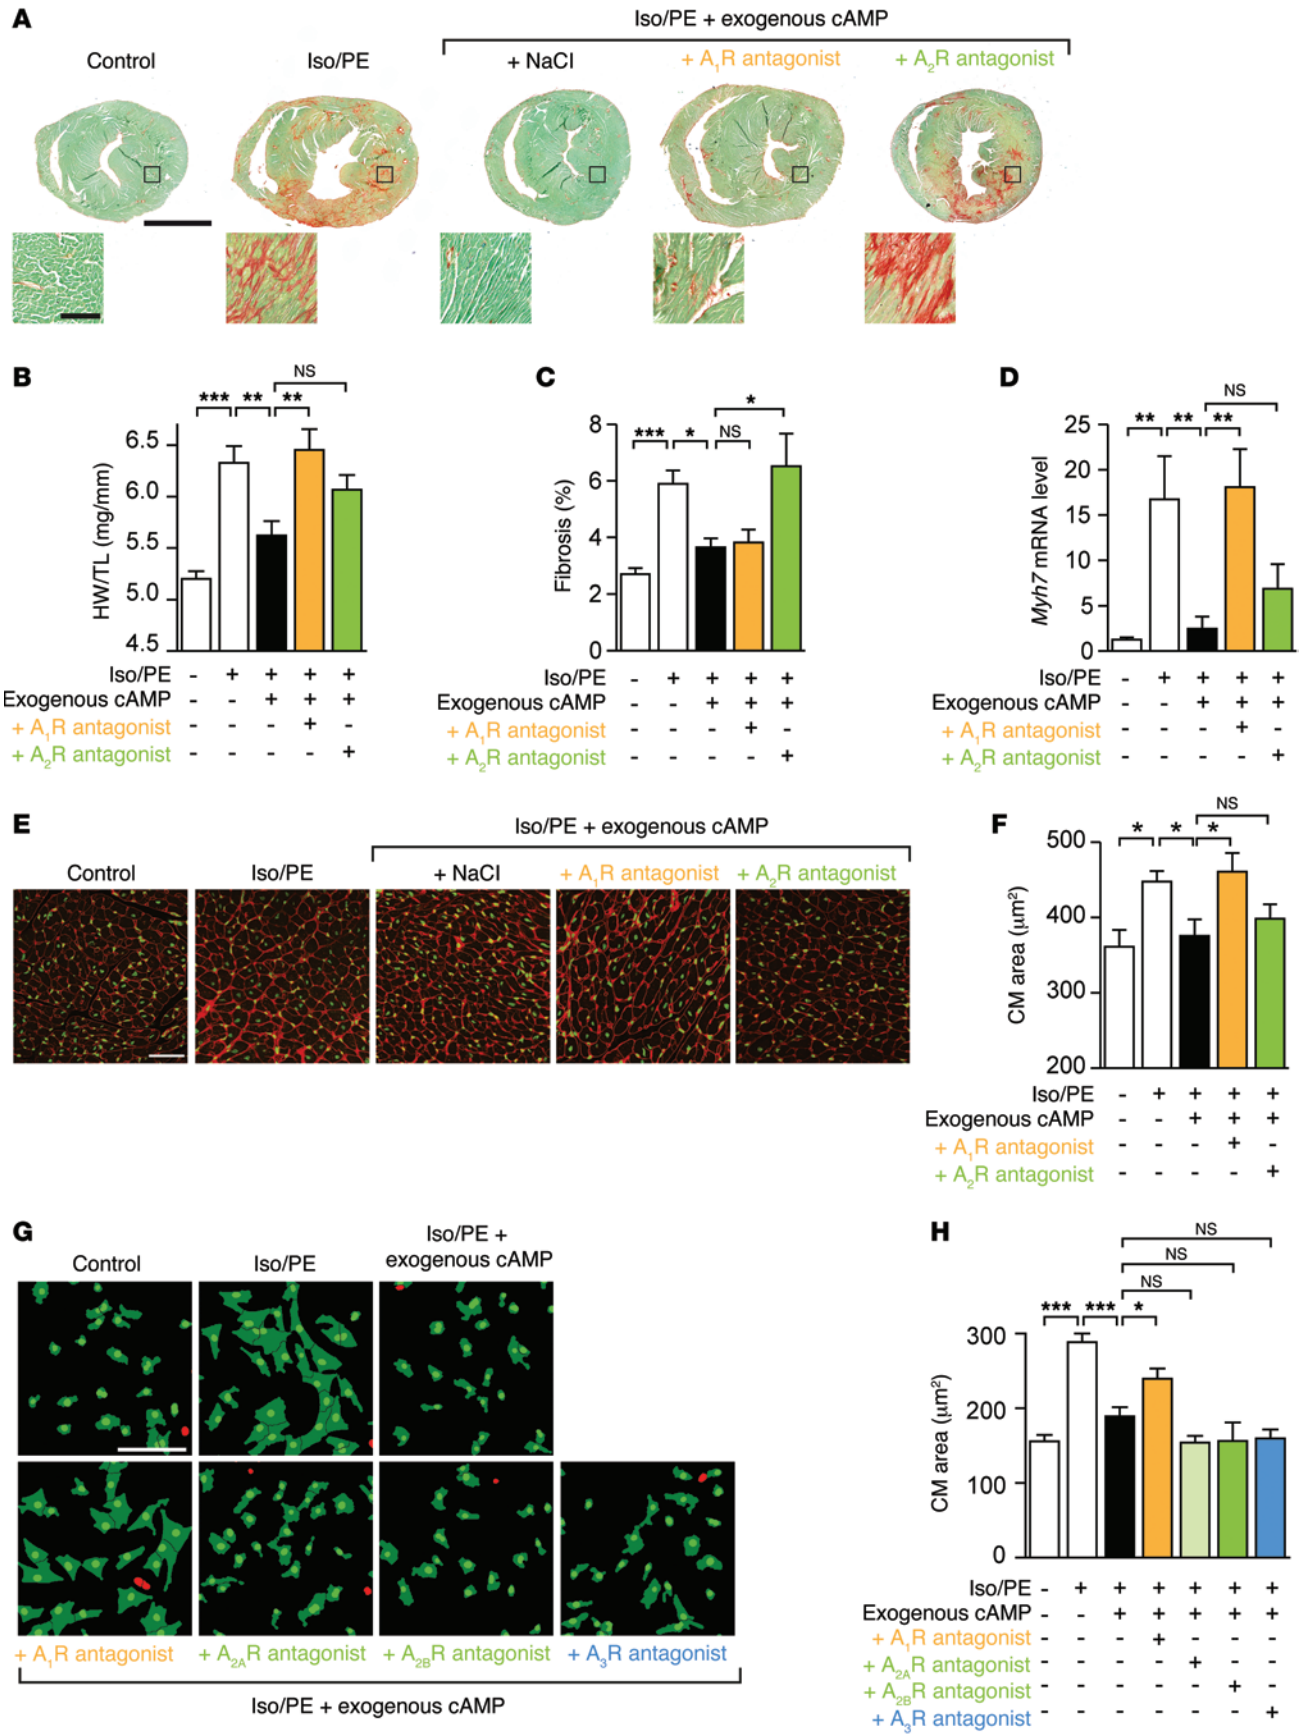 A
Iso/PE + exogenous cAMP
Control
Iso/PE
+ NaCl
+ A1R antagonist
+ A2R antagonist
B
NS
*** ** **
HW/TL (mg/mm)
6.5
6.0
5.5
5.0
4.5
Iso/PE - + + + +
Exogenous cAMP - - + + +
+ A1R antagonist - - - + -
+ A2R antagonist - - - - +
C
*
*** * NS
Fibrosis (%)
8
6
4
2
0
Iso/PE - + + + +
Exogenous cAMP - - + + +
+ A1R antagonist - - - + -
+ A2R antagonist - - - - +
D
NS
** ** **
Myh7 mRNA level
25
20
15
10
5
0
Iso/PE - + + + +
Exogenous cAMP - - + + +
+ A1R antagonist - - - + -
+ A2R antagonist - - - - +
E
Iso/PE + exogenous cAMP
Control
Iso/PE
+ NaCl
+ A1R antagonist
+ A2R antagonist
F
NS
* * *
CM area (µm²)
500
400
300
200
Iso/PE - + + + +
Exogenous cAMP - - + + +
+ A1R antagonist - - - + -
+ A2R antagonist - - - - +
G
Control
Iso/PE
Iso/PE +
exogenous cAMP
+ A1R antagonist
+ A2AR antagonist
+ A2BR antagonist
+ A3R antagonist
Iso/PE + exogenous cAMP
H
NS
NS
NS
*** *** *
CM area (µm²)
300
200
100
0
Iso/PE - + + + + + +
Exogenous cAMP - - + + + + +
+ A1R antagonist - - - + - - -
+ A2AR antagonist - - - - + - -
+ A2BR antagonist - - - - - + -
+ A3R antagonist - - - - - - +